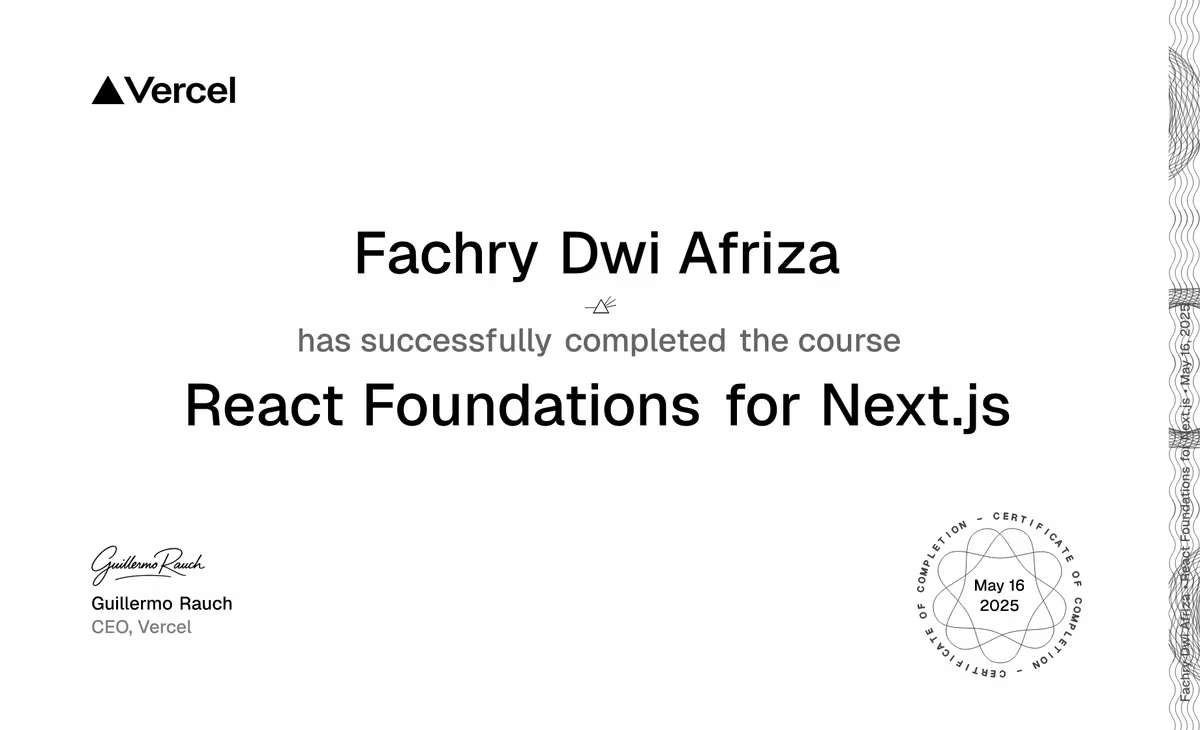 Vercel
Fachry Dwi Afriza
has successfully completed the course
React Foundations for Next.js
Guillermo Rauch
Guillermo Rauch
CEO, Vercel
CERTIFICATE OF COMPLETION – CERTIFICATE OF COMPLETION –
May 16
2025
Fachry Dwi Afriza • React Foundations for Next.js • May 16, 2025